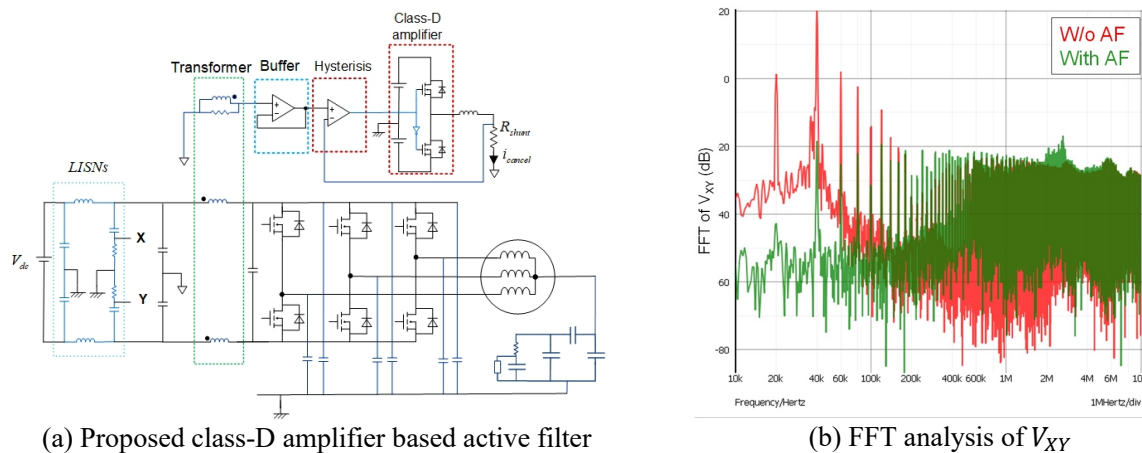 Class-D
amplifier
Transformer
Buffer
Hysterisis
+
-
+
-
R_shunt
i_cancel
LISNs
X
V_dc
Y
(a) Proposed class-D amplifier based active filter
W/o AF
With AF
FFT of V_XY (dB)
20
0
20
40
60
-80
10k 20k 40k 60k 100k 200k 400k 600k 1M 2M 4M 6M 10
Frequency/Hertz
1MHertz/div
(b) FFT analysis of V_XY